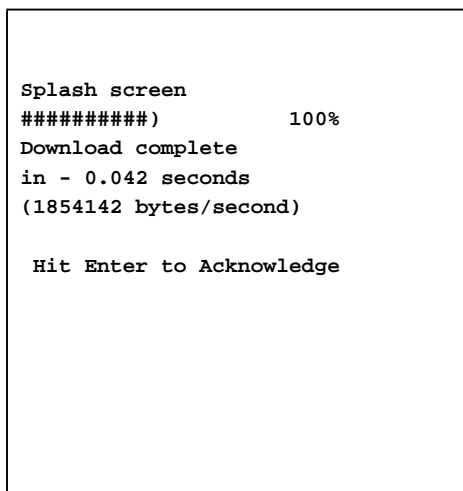 Splash screen
##########)            100%
Download complete
in - 0.042 seconds
(1854142 bytes/second)
Hit Enter to Acknowledge